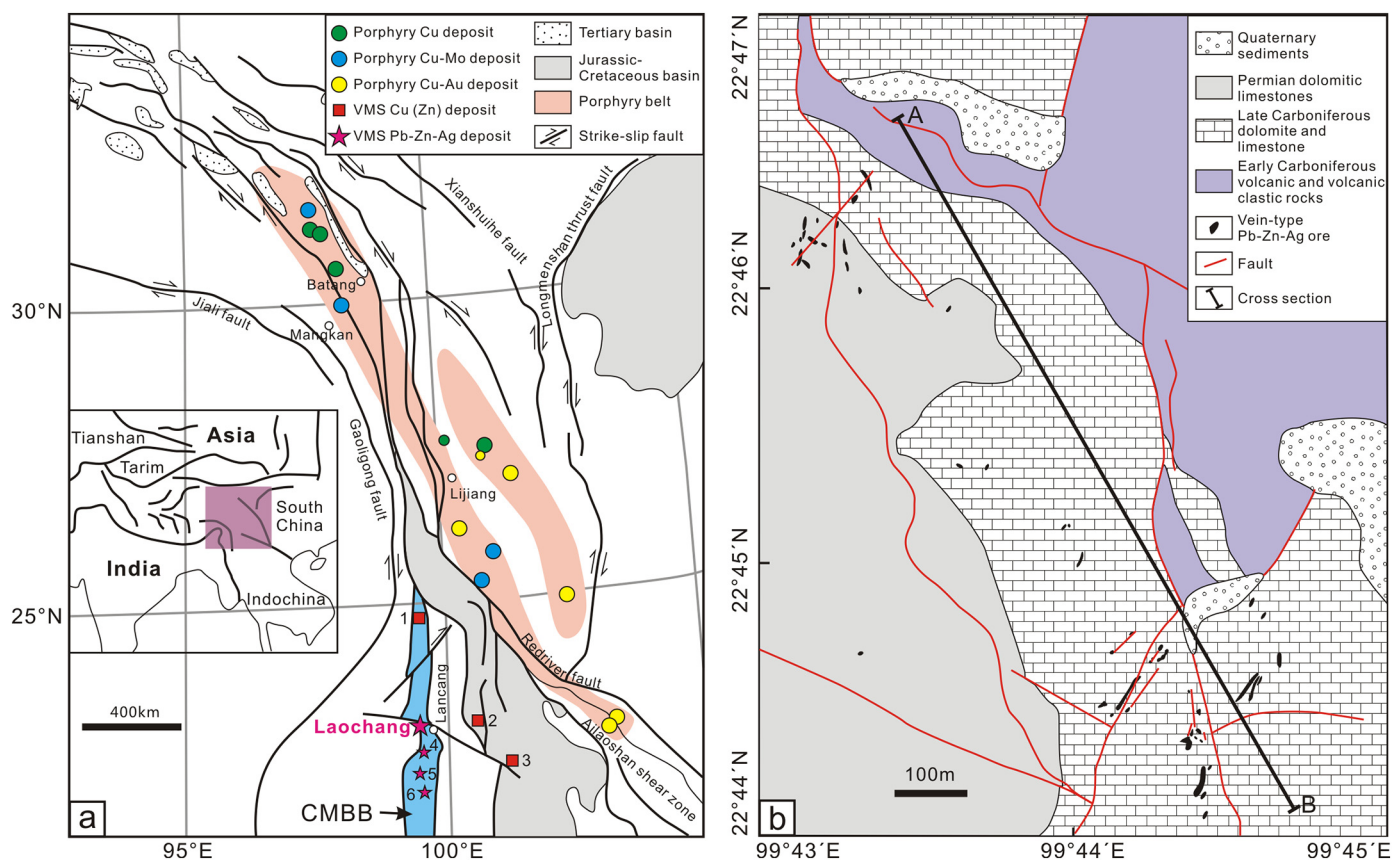 Porphyry Cu deposit
Porphyry Cu-Mo deposit
Porphyry Cu-Au deposit
VMS Cu (Zn) deposit
VMS Pb-Zn-Ag deposit
Tertiary basin
Jurassic-
Cretaceous basin
Porphyry belt
Strike-slip fault
Xianshuihe fault
Longmenshan thrust fault
Batang
Mangkan
Jiali fault
Gaoligong fault
Lijiang
Redriver fault
Ailaoshan shear zone
Lancang
Laochang
CMBB
1
2
3
4
5
6
30°N
25°N
95°E
100°E
400km
Tianshan
Asia
Tarim
South
China
India
Indochina
a
Quaternary
sediments
Permian dolomitic
limestones
Late Carboniferous
dolomite and
limestone
Early Carboniferous
volcanic and volcanic
clastic rocks
Vein-type
Pb-Zn-Ag ore
Fault
Cross section
A
B
22°47´N
22°46´N
22°45´N
22°44´N
99°43´E
99°44´E
99°45´E
100m
b